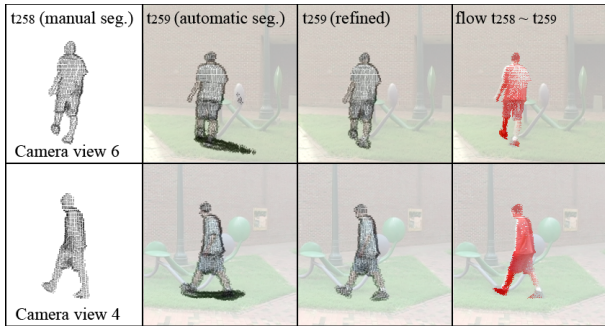 t258 (manual seg.)
t259 (automatic seg.)
t259 (refined)
flow t258 ~ t259
Camera view 6
Camera view 4